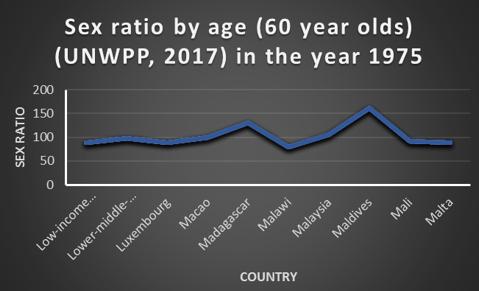 Sex ratio by age (60 year olds)
(UNWPP, 2017) in the year 1975
200
150
100
50
0
SEX RATIO
Low-income...
Lower-middle-...
Luxembourg
Macao
Madagascar
Malawi
Malaysia
Maldives
Mali
Malta
COUNTRY